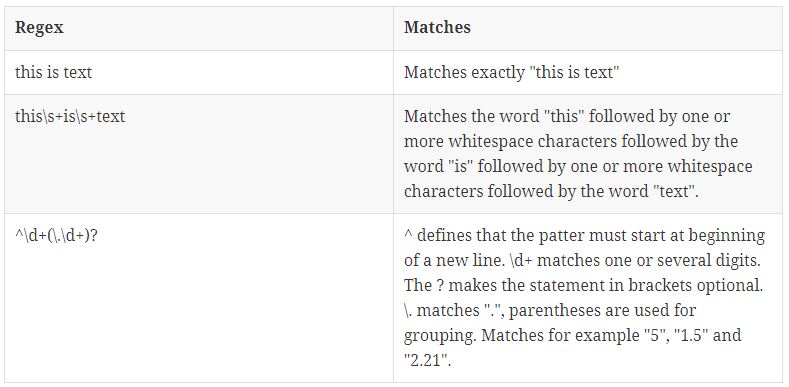 Regex Matches
this is text Matches exactly "this is text"
this\s+is\s+text Matches the word "this" followed by one or
more whitespace characters followed by the
word "is" followed by one or more whitespace
characters followed by the word "text".
^\d+(\.\d+)? ^ defines that the patter must start at beginning
of a new line. \d+ matches one or several digits.
The ? makes the statement in brackets optional.
\. matches ".", parentheses are used for
grouping. Matches for example "5", "1.5" and
"2.21".